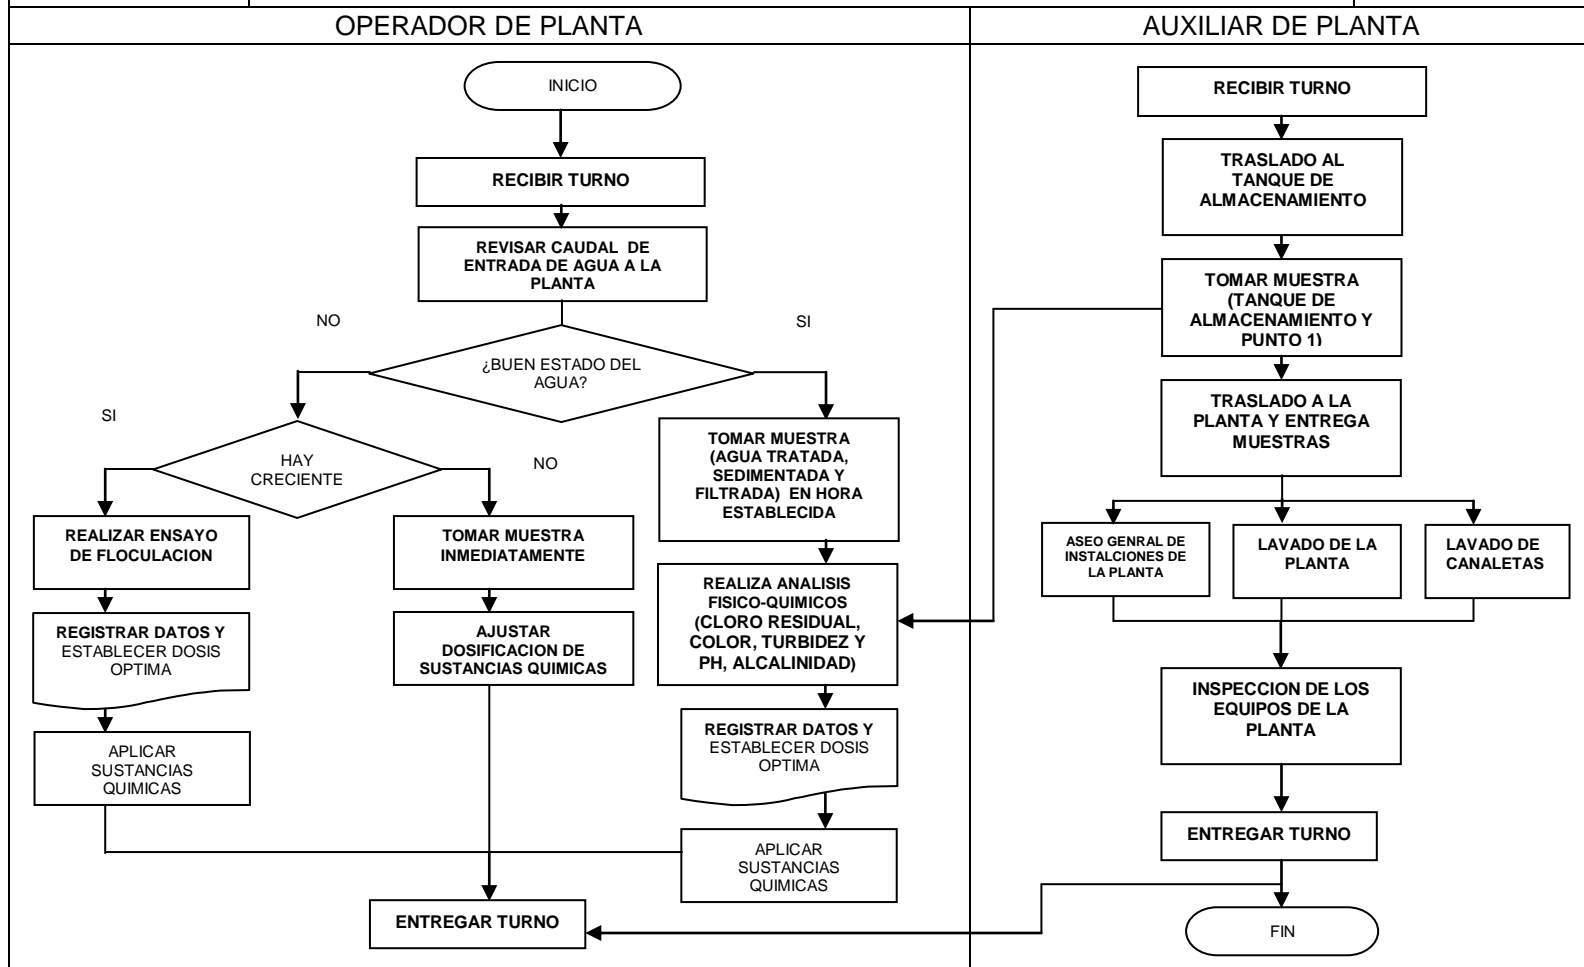 OPERADOR DE PLANTA
AUXILIAR DE PLANTA
INICIO
RECIBIR TURNO
REVISAR CAUDAL DE
ENTRADA DE AGUA A LA
PLANTA
NO
SI
¿BUEN ESTADO DEL
AGUA?
SI
HAY
CRECIENTE
NO
REALIZAR ENSAYO
DE FLOCULACION
REGISTRAR DATOS Y
ESTABLECER DOSIS
OPTIMA
APLICAR
SUSTANCIAS
QUIMICAS
TOMAR MUESTRA
INMEDIATAMENTE
AJUSTAR
DOSIFICACION DE
SUSTANCIAS QUIMICAS
TOMAR MUESTRA
(AGUA TRATADA,
SEDIMENTADA Y
FILTRADA) EN HORA
ESTABLECIDA
REALIZA ANALISIS
FISICO-QUIMICOS
(CLORO RESIDUAL,
COLOR, TURBIDEZ Y
PH, ALCALINIDAD)
REGISTRAR DATOS Y
ESTABLECER DOSIS
OPTIMA
APLICAR
SUSTANCIAS
QUIMICAS
ENTREGAR TURNO
RECIBIR TURNO
TRASLADO AL
TANQUE DE
ALMACENAMIENTO
TOMAR MUESTRA
(TANQUE DE
ALMACENAMIENTO Y
PUNTO 1)
TRASLADO A LA
PLANTA Y ENTREGA
MUESTRAS
ASEO GENRAL DE
INSTALCIONES DE
LA PLANTA
LAVADO DE LA
PLANTA
LAVADO DE
CANALETAS
INSPECCION DE LOS
EQUIPOS DE LA
PLANTA
ENTREGAR TURNO
FIN